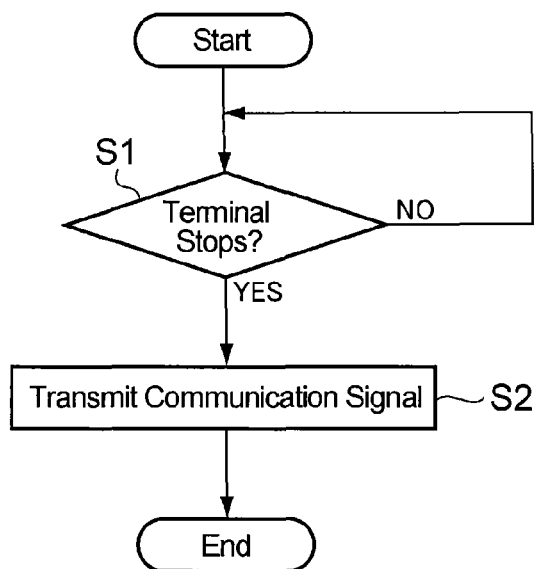 Start
S1
Terminal
Stops?
NO
YES
Transmit Communication Signal
S2
End